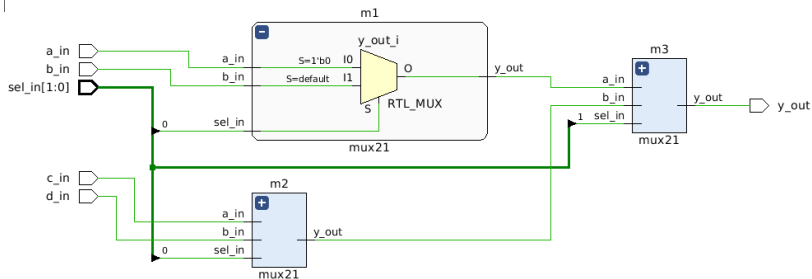 m1
y_out_i
a_in
b_in
sel_in[1:0]
a_in
b_in
sel_in
S=1'b0
S=default
I0
I1
S
O
RTL_MUX
y_out
0
mux21
m3
a_in
b_in
sel_in
1
y_out
y_out
mux21
c_in
d_in
m2
a_in
b_in
sel_in
0
y_out
mux21